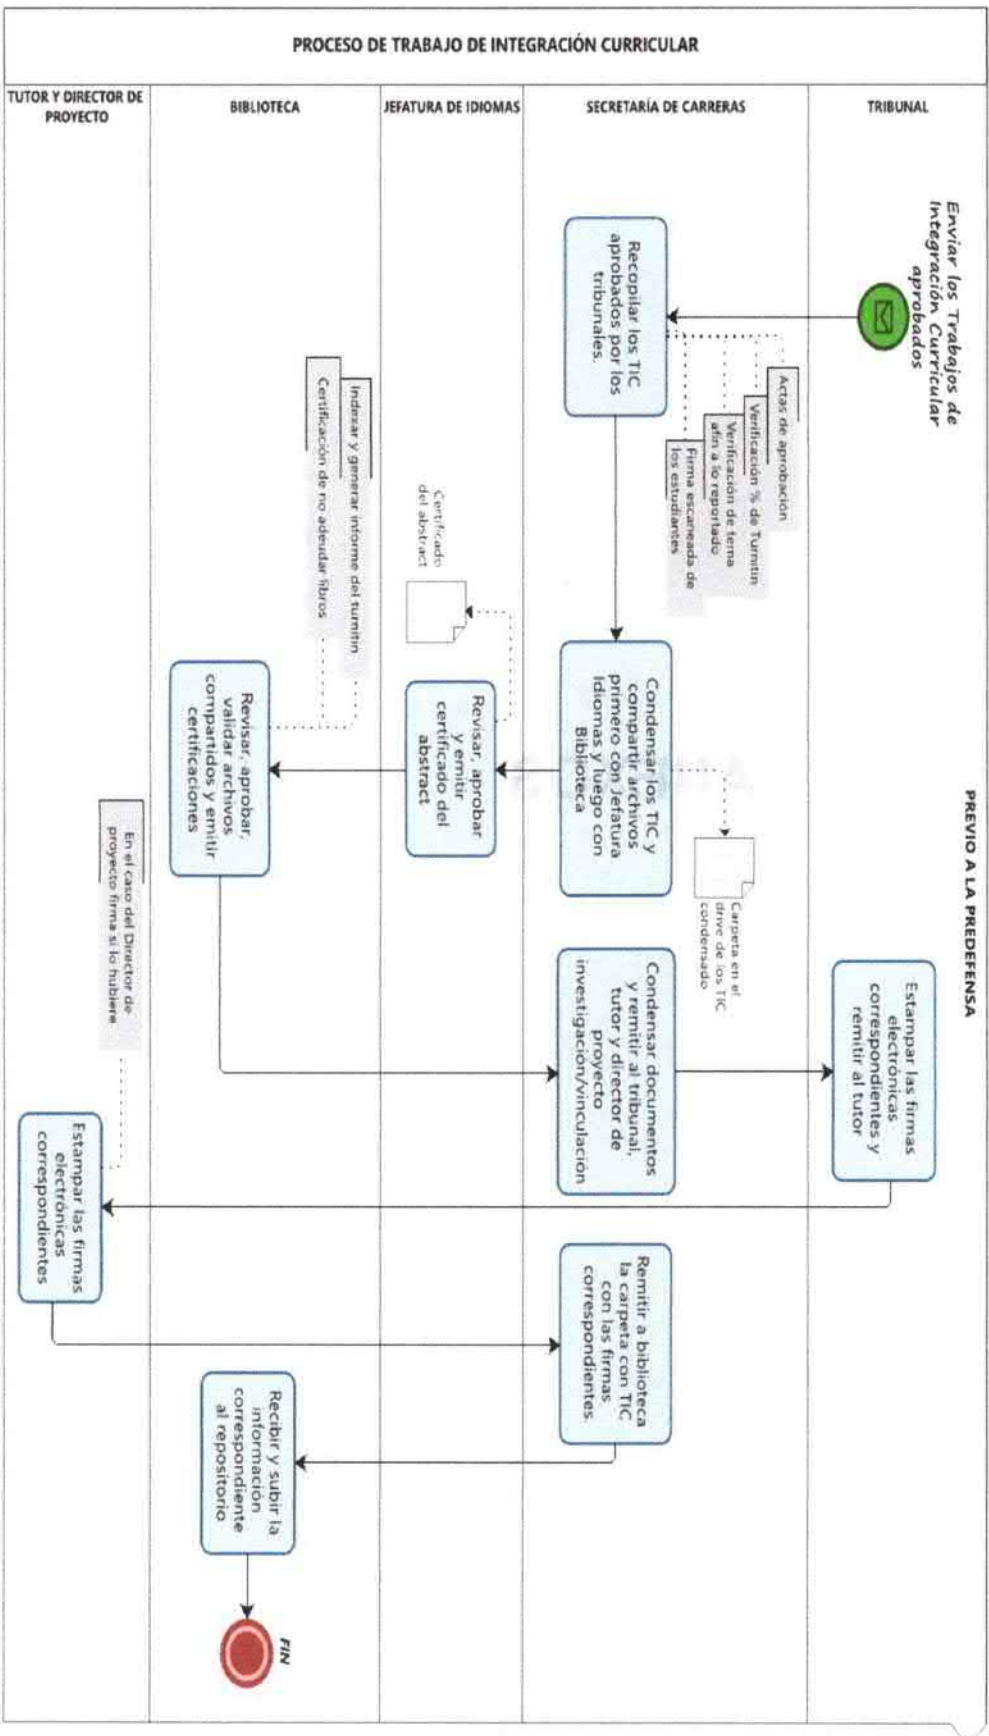 PROCESO DE TRABAJO DE INTEGRACIÓN CURRICULAR
TUTOR Y DIRECTOR DE
PROYECTO
BIBLIOTECA
JEFATURA DE IDIOMAS
SECRETARÍA DE CARRERAS
TRIBUNAL
PREVIO A LA PREDEFENSA
Enviar los Trabajos de
Integración Curricular
aprobados
Recopilar los TIC
aprobados por los
tribunales.
Actas de aprobación
Verificación % de Turnitin
Verificación de tema
afin a lo reportado
Firma escaneada de
los estudiantes
Condensar los TIC y
compartir archivos
primero con Jefatura
Idiomas y luego con
Biblioteca
Carpeta en el
drive de los TIC
condensado
Certificado
del abstract
Revisar, aprobar
y emitir
certificado del
abstract
Indexar y generar informe del turnitin
Certificación de no adeudar libros
Revisar, aprobar,
validar archivos
compartidos y emitir
certificaciones
Condensar documentos
y remitir al tribunal,
tutor y director de
proyecto
investigación/vinculación
Estampar las firmas
electrónicas
correspondientes y
remitir al tutor
En el caso del Director de
proyecto firma si lo hubiere
Estampar las firmas
electrónicas
correspondientes
Remitir a biblioteca
la carpeta con TIC
con las firmas
correspondientes.
Recibir y subir la
información
correspondiente
al repositorio
FIN